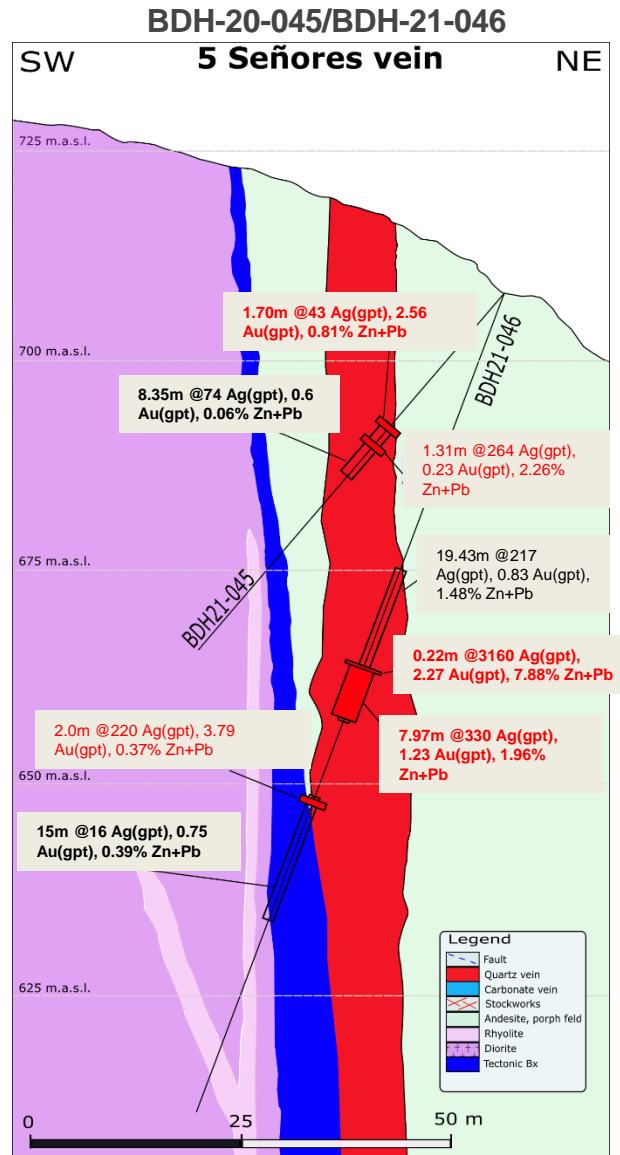 BDH-20-045/BDH-21-046
SW
5 Señores vein
NE
725 m.a.s.l.
1.70m @43 Ag(gpt), 2.56
Au(gpt), 0.81% Zn+Pb
BDH21-046
700 m.a.s.l.
8.35m @74 Ag(gpt), 0.6
Au(gpt), 0.06% Zn+Pb
1.31m @264 Ag(gpt),
0.23 Au(gpt), 2.26%
Zn+Pb
675 m.a.s.l.
19.43m @217
Ag(gpt), 0.83 Au(gpt),
1.48% Zn+Pb
BDH21-045
0.22m @3160 Ag(gpt),
2.27 Au(gpt), 7.88% Zn+Pb
2.0m @220 Ag(gpt), 3.79
Au(gpt), 0.37% Zn+Pb
7.97m @330 Ag(gpt),
1.23 Au(gpt), 1.96%
Zn+Pb
650 m.a.s.l.
15m @16 Ag(gpt), 0.75
Au(gpt), 0.39% Zn+Pb
625 m.a.s.l.
Legend
Fault
Quartz vein
Carbonate vein
Stockworks
Andesite, porph feld
Rhyolite
Diorite
Tectonic Bx
0
25
50 m